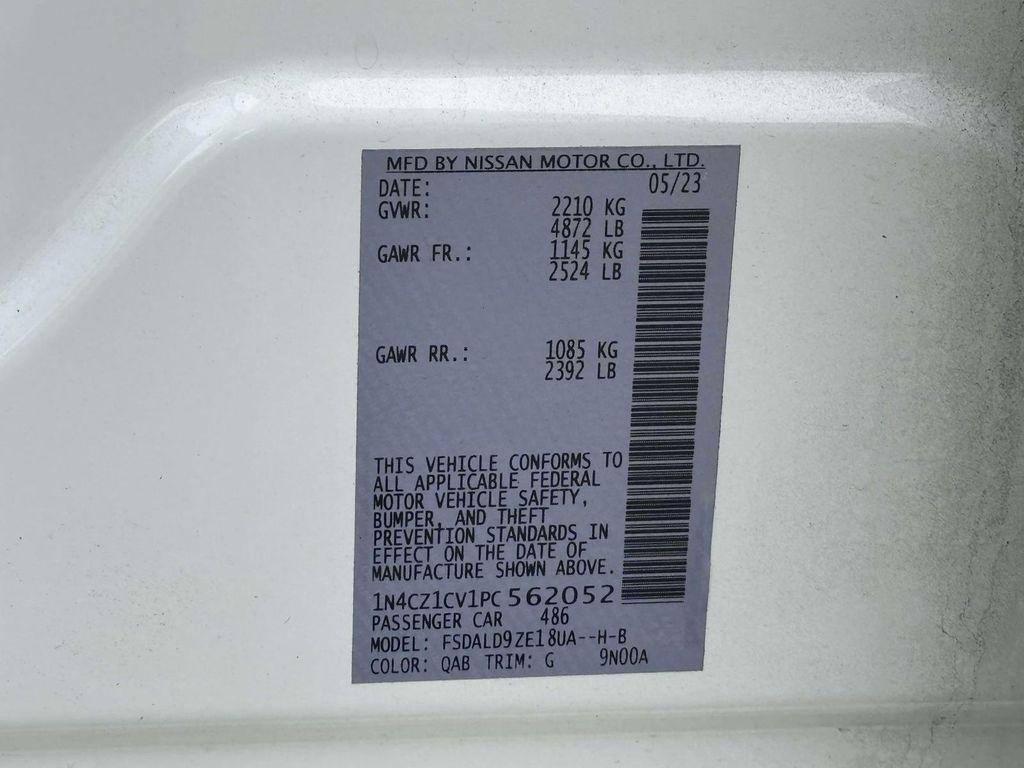 MFD BY NISSAN MOTOR CO., LTD.
DATE: 05/23
GVWR: 2210 KG
4872 LB
GAWR FR.: 1145 KG
2524 LB
GAWR RR.: 1085 KG
2392 LB
THIS VEHICLE CONFORMS TO
ALL APPLICABLE FEDERAL
MOTOR VEHICLE SAFETY,
BUMPER, AND THEFT
PREVENTION STANDARDS IN
EFFECT ON THE DATE OF
MANUFACTURE SHOWN ABOVE.
1N4CZ1CV1PC562052
PASSENGER CAR 486
MODEL: FSDALD9ZE18UA--H-B
COLOR: QAB TRIM: G 9N00A